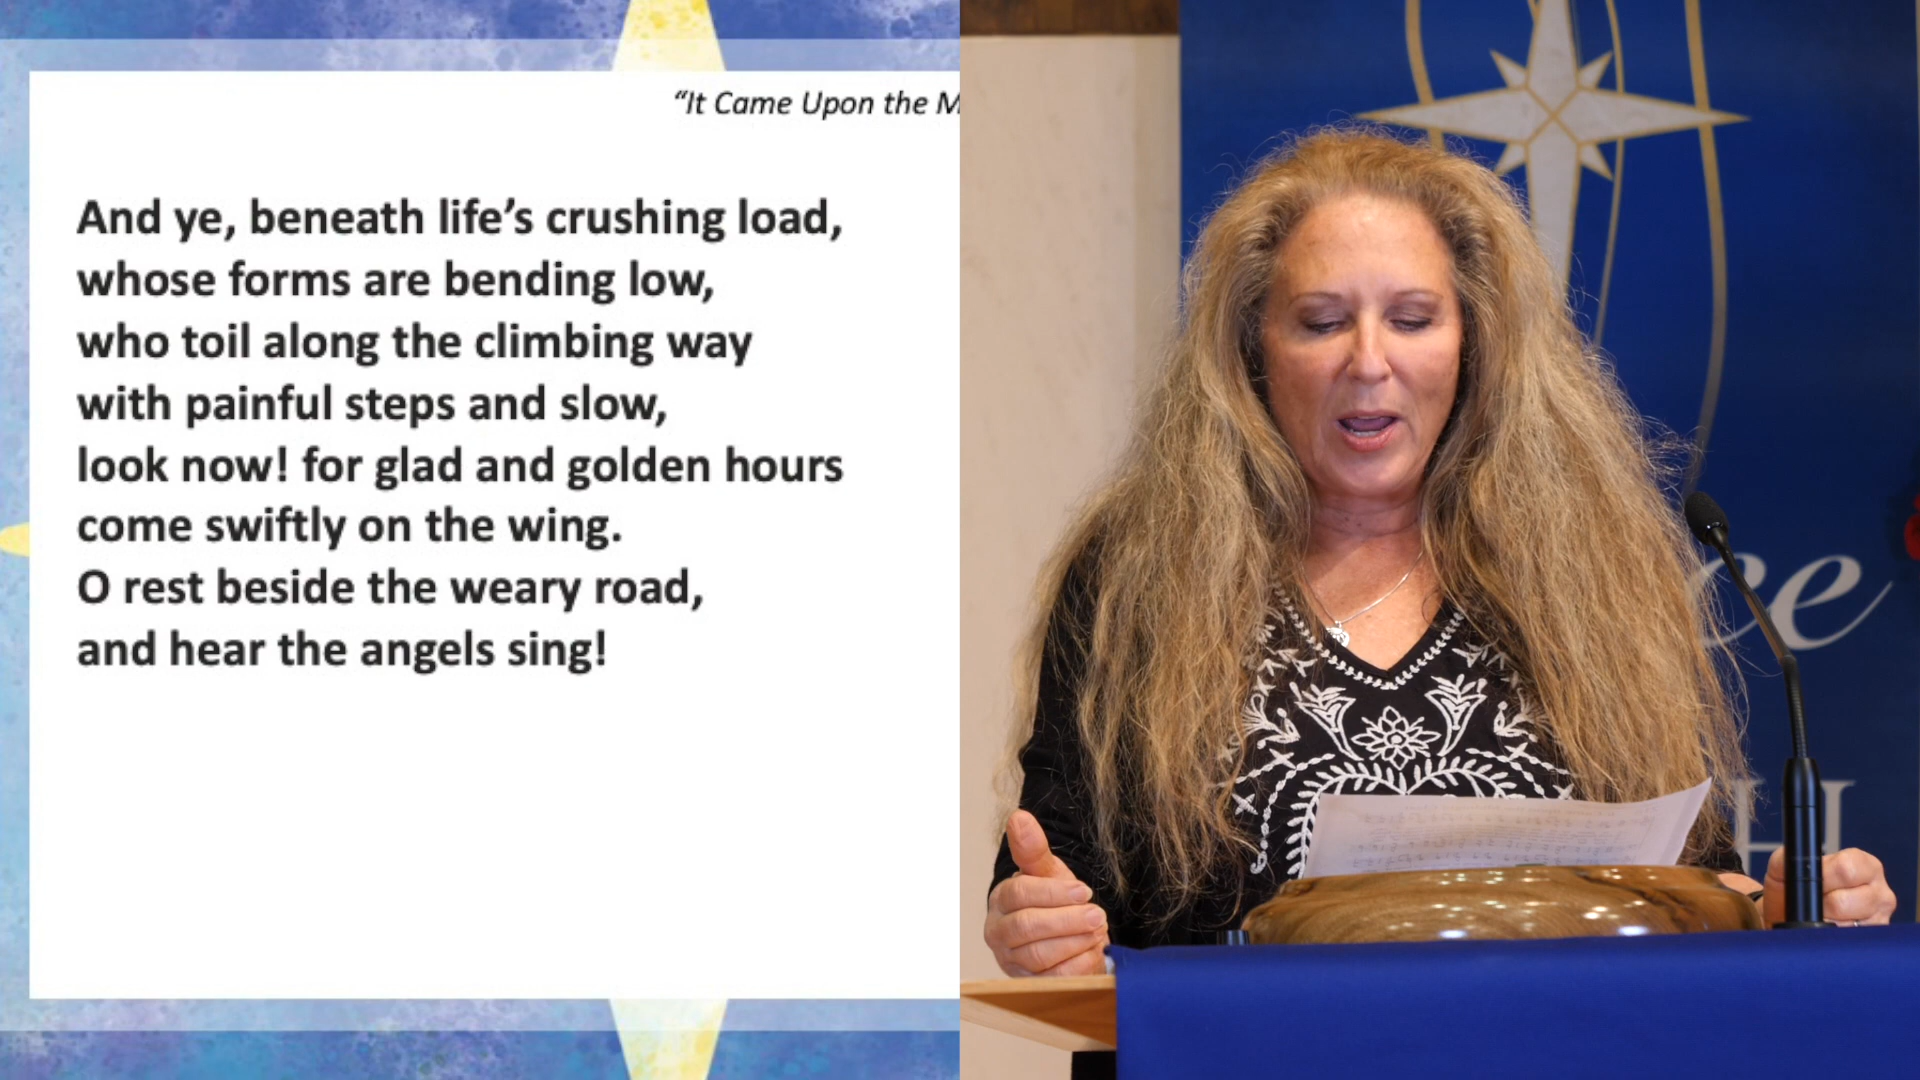 “It Came Upon the M
And ye, beneath life’s crushing load,
whose forms are bending low,
who toil along the climbing way
with painful steps and slow,
look now! for glad and golden hours
come swiftly on the wing.
O rest beside the weary road,
and hear the angels sing!
ce
H